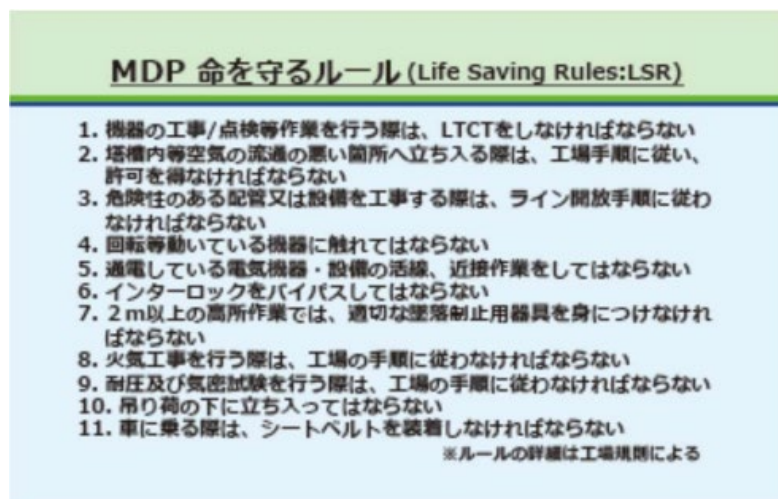 MDP 命を守るルール(Life Saving Rules:LSR)
1. 機器の工事/点検等作業を行う際は、LTCTをしなければならない
2. 塔槽内等空気の流通の悪い箇所へ立ち入る際は、工場手順に従い、
許可を得なければならない
3. 危険性のある配管又は設備を工事する際は、ライン開放手順に従わ
なければならない
4. 回転等動いている機器に触れてはならない
5. 通電している電気機器・設備の活線、近接作業をしてはならない
6. インターロックをバイパスしてはならない
7. 2m以上の高所作業では、適切な墜落制止用器具を身につけなけれ
ばならない
8. 火気工事を行う際は、工場の手順に従わなければならない
9. 耐圧及び気密試験を行う際は、工場の手順に従わなければならない
10. 吊り荷の下に立ち入ってはならない
11. 車に乗る際は、シートベルトを装着しなければならない
※ルールの詳細は工場規則による